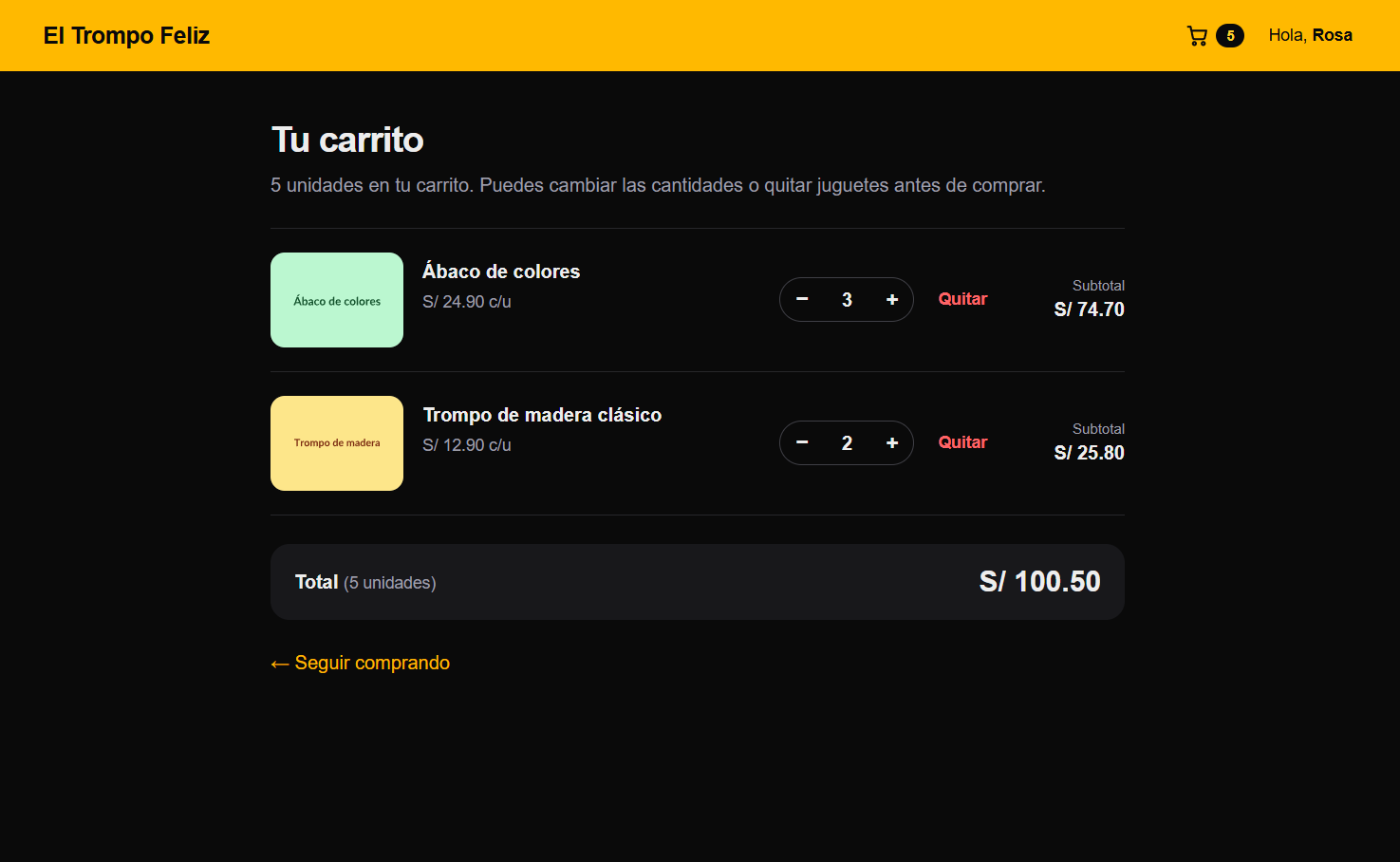 El Trompo Feliz
5
Hola, Rosa
Tu carrito
5 unidades en tu carrito. Puedes cambiar las cantidades o quitar juguetes antes de comprar.
Ábaco de colores
Ábaco de colores
S/ 24.90 c/u
− 3 +
Quitar
Subtotal
S/ 74.70
Trompo de madera
Trompo de madera clásico
S/ 12.90 c/u
− 2 +
Quitar
Subtotal
S/ 25.80
Total (5 unidades)
S/ 100.50
← Seguir comprando